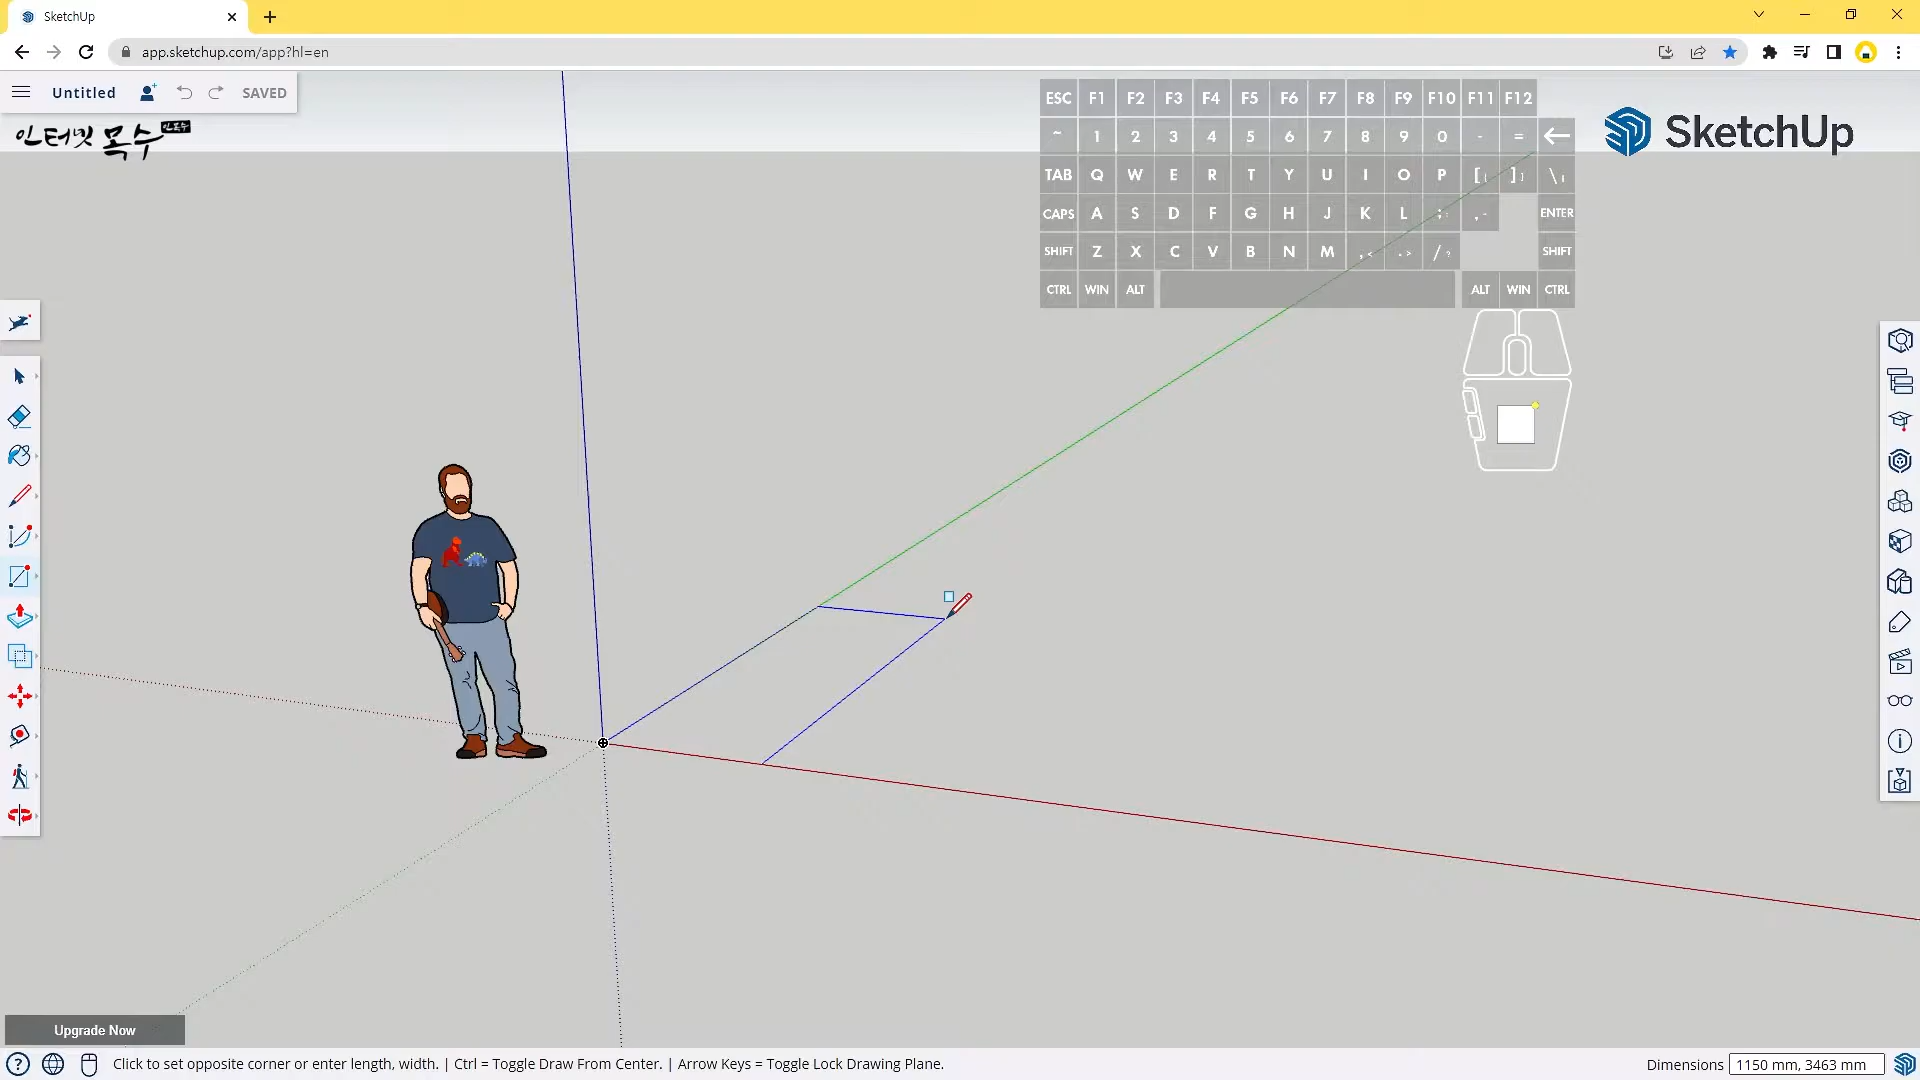 SketchUp
app.sketchup.com/app?hl=en
Untitled
SAVED
인터넷 목수
SketchUp
ESC F1 F2 F3 F4 F5 F6 F7 F8 F9 F10 F11 F12
~ 1 2 3 4 5 6 7 8 9 0 - =
TAB Q W E R T Y U I O P [ ] \
CAPS A S D F G H J K L ; ENTER
SHIFT Z X C V B N M , < . > / ? SHIFT
CTRL WIN ALT ALT WIN CTRL
Upgrade Now
Click to set opposite corner or enter length, width. | Ctrl = Toggle Draw From Center. | Arrow Keys = Toggle Lock Drawing Plane.
Dimensions 1150 mm, 3463 mm